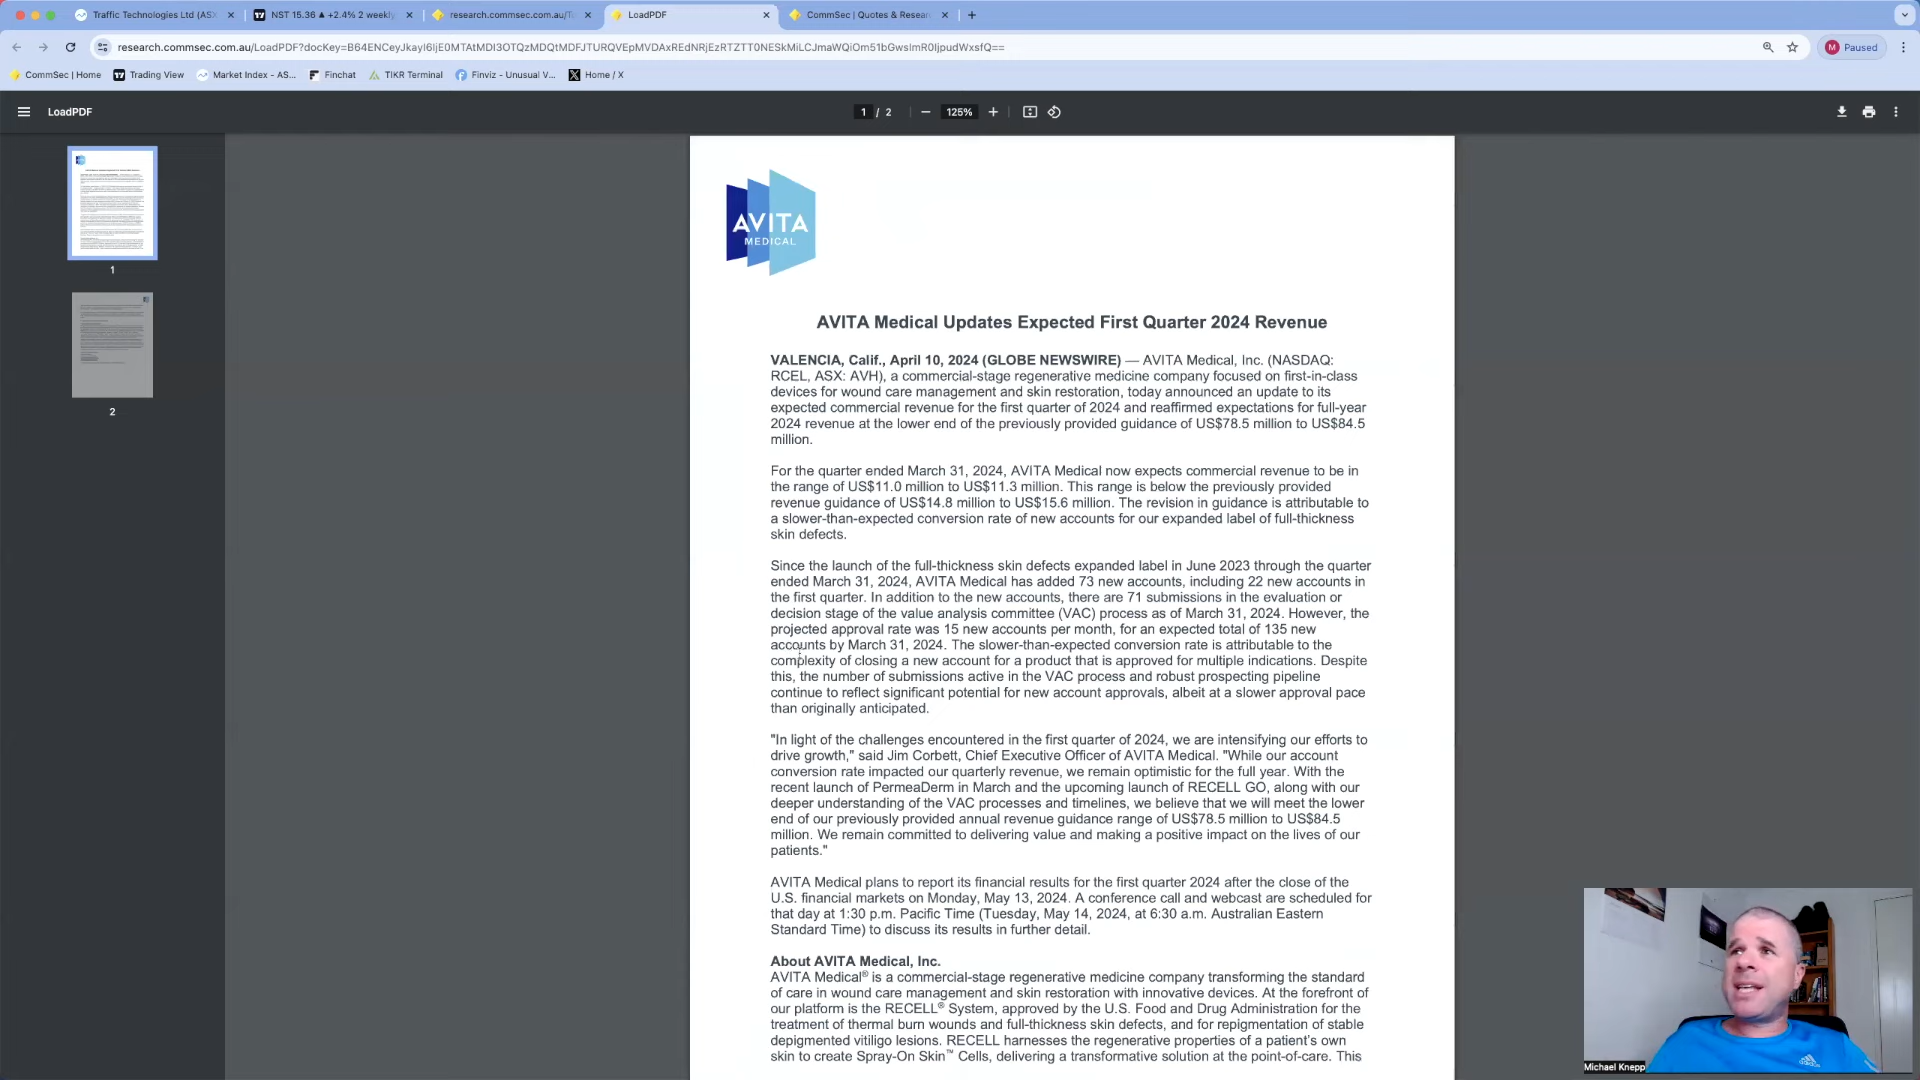 Traffic Technologies Ltd (ASX
NST 15.36 ▲ +2.4% 2 weekly
research.commsec.com.au/T
LoadPDF
CommSec | Quotes & Resear
research.commsec.com.au/LoadPDF?docKey=
Paused
CommSec | Home
Trading View
Market Index - AS...
Finchat
TIKR Terminal
Finviz - Unusual V...
Home / X
LoadPDF
1 / 2
125%
1
2
AVITA
MEDICAL
AVITA Medical Updates Expected First Quarter 2024 Revenue
VALENCIA, Calif., April 10, 2024 (GLOBE NEWSWIRE) — AVITA Medical, Inc. (NASDAQ:
RCEL, ASX: AVH), a commercial-stage regenerative medicine company focused on first-in-class
devices for wound care management and skin restoration, today announced an update to its
expected commercial revenue for the first quarter of 2024 and reaffirmed expectations for full-year
2024 revenue at the lower end of the previously provided guidance of US$78.5 million to US$84.5
million.
For the quarter ended March 31, 2024, AVITA Medical now expects commercial revenue to be in
the range of US$11.0 million to US$11.3 million. This range is below the previously provided
revenue guidance of US$14.8 million to US$15.6 million. The revision in guidance is attributable to
a slower-than-expected conversion rate of new accounts for our expanded label of full-thickness
skin defects.
Since the launch of the full-thickness skin defects expanded label in June 2023 through the quarter
ended March 31, 2024, AVITA Medical has added 73 new accounts, including 22 new accounts in
the first quarter. In addition to the new accounts, there are 71 submissions in the evaluation or
decision stage of the value analysis committee (VAC) process as of March 31, 2024. However, the
projected approval rate was 15 new accounts per month, for an expected total of 135 new
accounts by March 31, 2024. The slower-than-expected conversion rate is attributable to the
complexity of closing a new account for a product that is approved for multiple indications. Despite
this, the number of submissions active in the VAC process and robust prospecting pipeline
continue to reflect significant potential for new account approvals, albeit at a slower approval pace
than originally anticipated.
"In light of the challenges encountered in the first quarter of 2024, we are intensifying our efforts to
drive growth," said Jim Corbett, Chief Executive Officer of AVITA Medical. "While our account
conversion rate impacted our quarterly revenue, we remain optimistic for the full year. With the
recent launch of PermeaDerm in March and the upcoming launch of RECELL GO, along with our
deeper understanding of the VAC processes and timelines, we believe that we will meet the lower
end of our previously provided annual revenue guidance range of US$78.5 million to US$84.5
million. We remain committed to delivering value and making a positive impact on the lives of our
patients."
AVITA Medical plans to report its financial results for the first quarter 2024 after the close of the
U.S. financial markets on Monday, May 13, 2024. A conference call and webcast are scheduled for
that day at 1:30 p.m. Pacific Time (Tuesday, May 14, 2024, at 6:30 a.m. Australian Eastern
Standard Time) to discuss its results in further detail.
About AVITA Medical, Inc.
AVITA Medical® is a commercial-stage regenerative medicine company transforming the standard
of care in wound care management and skin restoration with innovative devices. At the forefront of
our platform is the RECELL® System, approved by the U.S. Food and Drug Administration for the
treatment of thermal burn wounds and full-thickness skin defects, and for repigmentation of stable
depigmented vitiligo lesions. RECELL harnesses the regenerative properties of a patient's own
skin to create Spray-On Skin™ Cells, delivering a transformative solution at the point-of-care. This
Michael Knepp